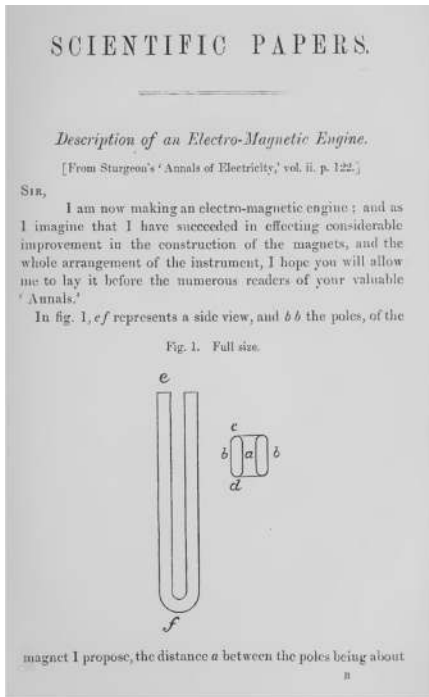 SCIENTIFIC PAPERS.
Description of an Electro-Magnetic Engine.
[From Sturgeon's ‘Annals of Electricity,’ vol. ii. p. 122.]
SIR,
I am now making an electro-magnetic engine ; and as
I imagine that I have succeeded in effecting considerable
improvement in the construction of the magnets, and the
whole arrangement of the instrument, I hope you will allow
me to lay it before the numerous readers of your valuable
‘ Annals.’
In fig. 1, ef represents a side view, and b b the poles, of the
Fig. 1. Full size.
e
c
b a b
d
f
magnet I propose, the distance a between the poles being about
B